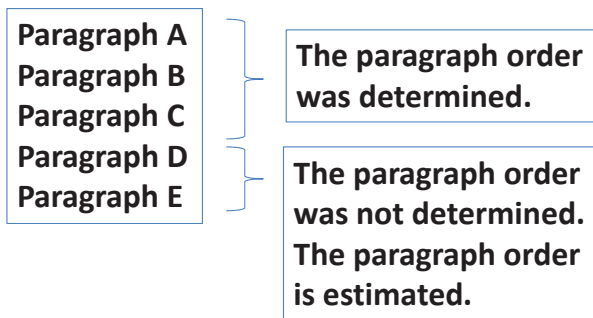 Paragraph A
Paragraph B
Paragraph C
Paragraph D
Paragraph E
The paragraph order
was determined.
The paragraph order
was not determined.
The paragraph order
is estimated.